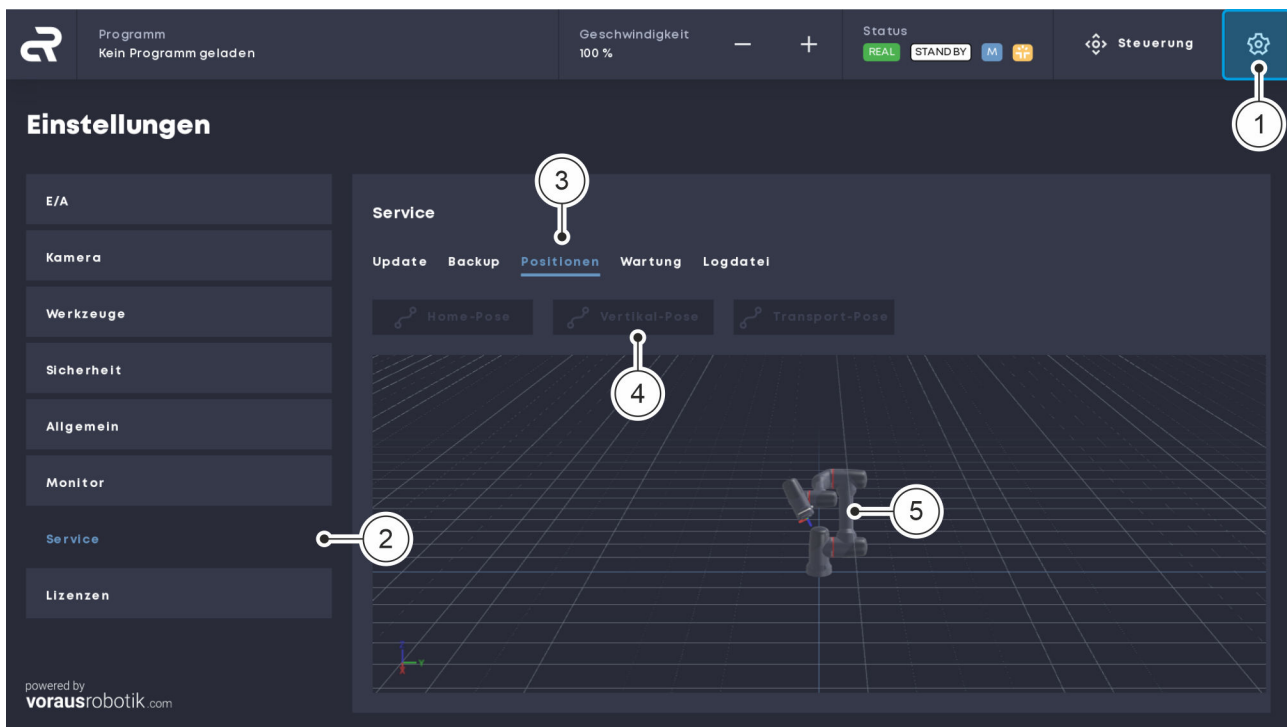 Programm
Kein Programm geladen
Geschwindigkeit
100 %
Status
REAL STANDBY M
Steuerung
1
Einstellungen
3
E/A
Kamera
Werkzeuge
Sicherheit
Allgemein
Monitor
Service
2
Lizenzen
Service
Update Backup Positionen Wartung Logdatei
Home-Pose Vertikal-Pose Transport-Pose
4
5
Y
powered by
vorausrobotik.com